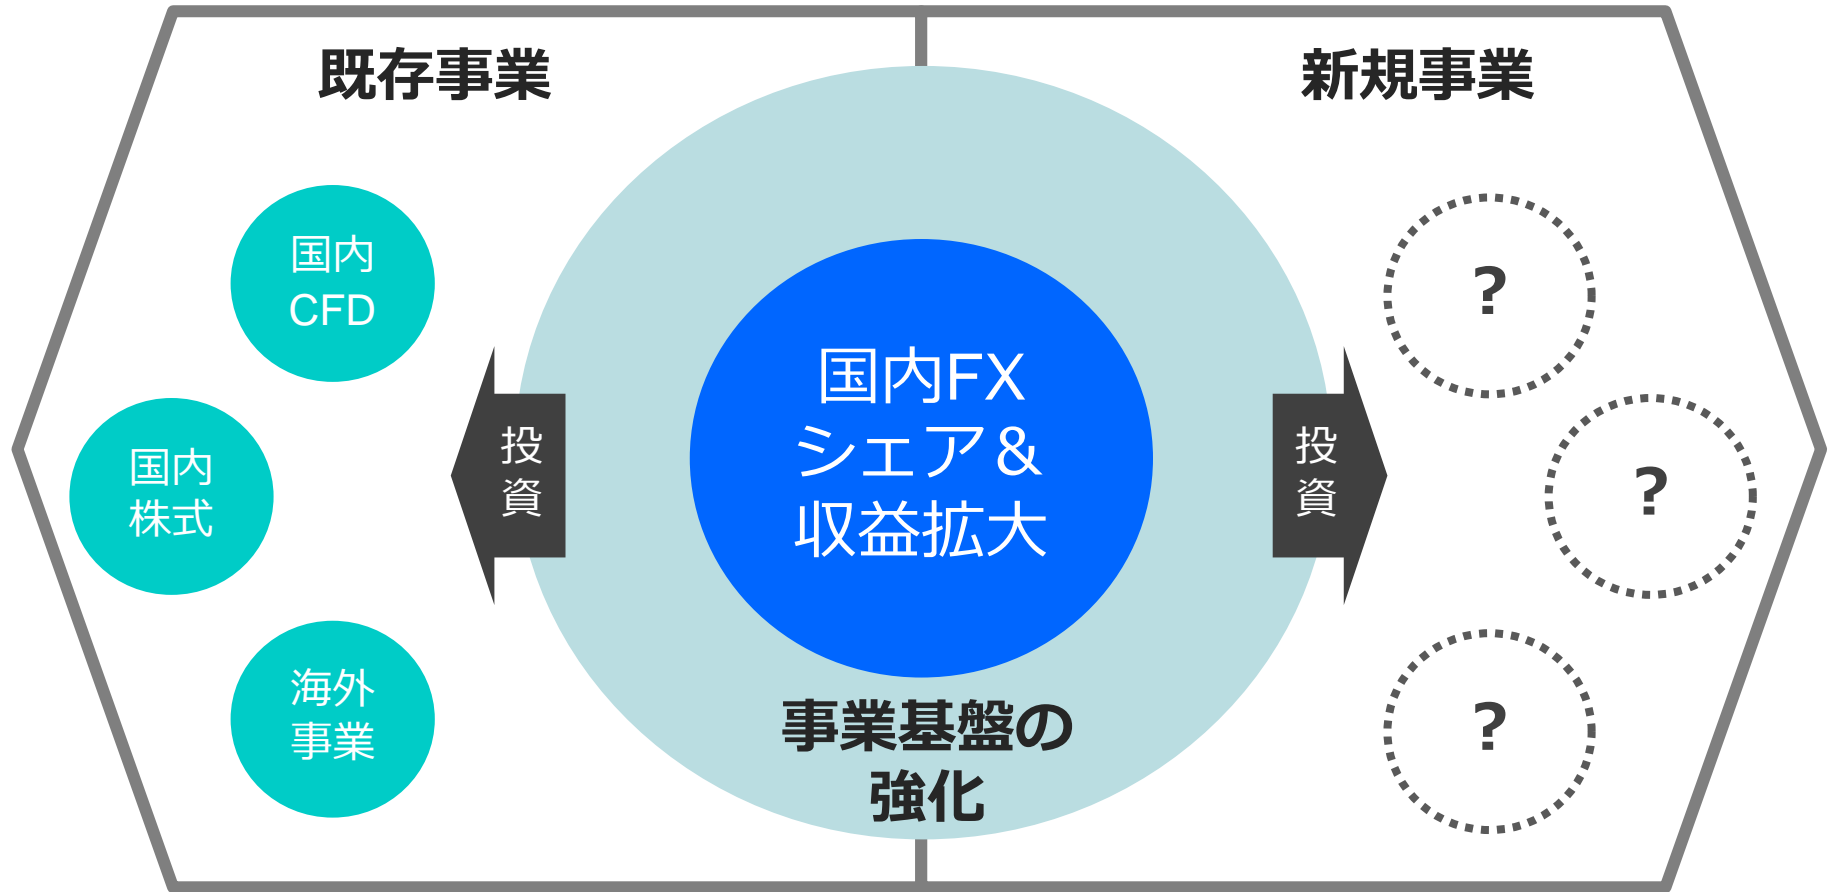 既存事業
新規事業
国内
CFD
国内
株式
海外
事業
投
資
国内FX
シェア＆
収益拡大
事業基盤の
強化
投
資
?
?
?